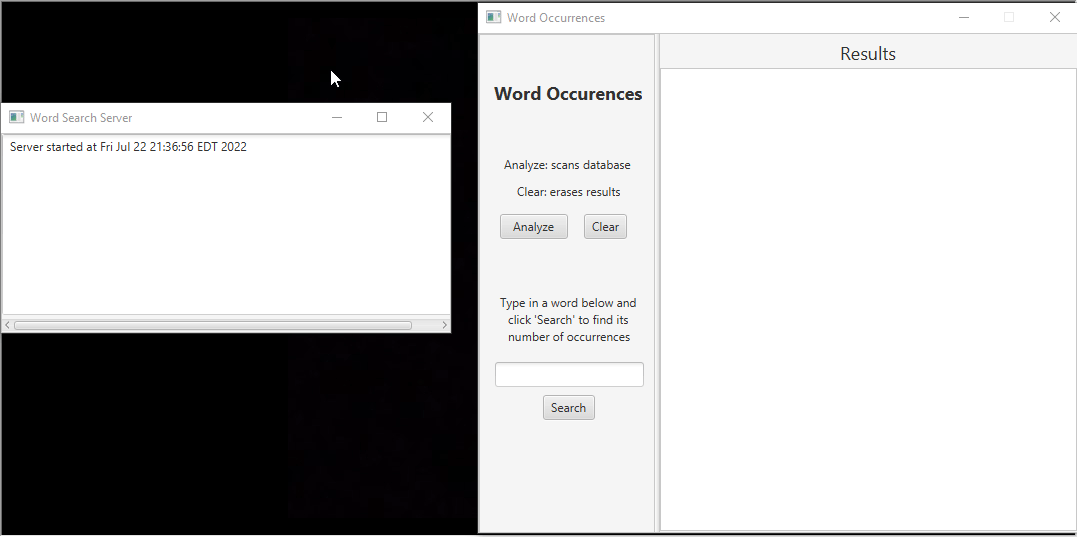 Word Search Server
Server started at Fri Jul 22 21:36:56 EDT 2022
Word Occurrences
Word Occurences
Analyze: scans database
Clear: erases results
Analyze Clear
Type in a word below and
click 'Search' to find its
number of occurrences
Search
Results